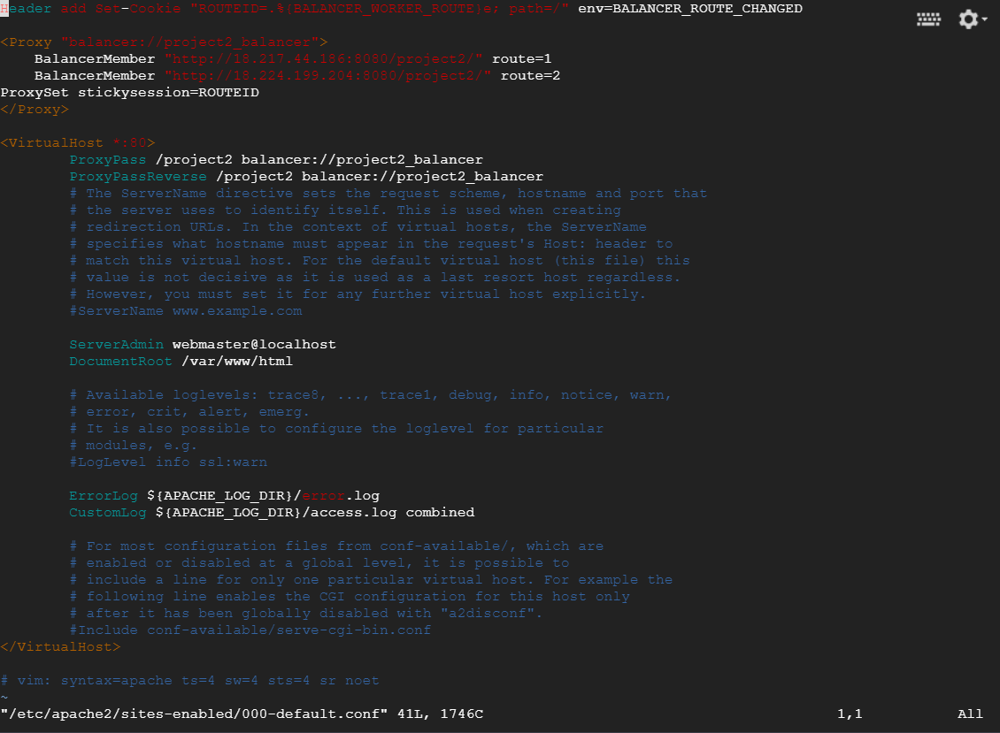 Header add Set-Cookie "ROUTEID=.%{BALANCER_WORKER_ROUTE}e; path=/" env=BALANCER_ROUTE_CHANGED
<Proxy "balancer://project2_balancer">
    BalancerMember "http://18.217.44.186:8080/project2/" route=1
    BalancerMember "http://18.224.199.204:8080/project2/" route=2
ProxySet stickysession=ROUTEID
</Proxy>
<VirtualHost *:80>
        ProxyPass /project2 balancer://project2_balancer
        ProxyPassReverse /project2 balancer://project2_balancer
        # The ServerName directive sets the request scheme, hostname and port that
        # the server uses to identify itself. This is used when creating
        # redirection URLs. In the context of virtual hosts, the ServerName
        # specifies what hostname must appear in the request's Host: header to
        # match this virtual host. For the default virtual host (this file) this
        # value is not decisive as it is used as a last resort host regardless.
        # However, you must set it for any further virtual host explicitly.
        #ServerName www.example.com
        ServerAdmin webmaster@localhost
        DocumentRoot /var/www/html
        # Available loglevels: trace8, ..., trace1, debug, info, notice, warn,
        # error, crit, alert, emerg.
        # It is also possible to configure the loglevel for particular
        # modules, e.g.
        #LogLevel info ssl:warn
        ErrorLog ${APACHE_LOG_DIR}/error.log
        CustomLog ${APACHE_LOG_DIR}/access.log combined
        # For most configuration files from conf-available/, which are
        # enabled or disabled at a global level, it is possible to
        # include a line for only one particular virtual host. For example the
        # following line enables the CGI configuration for this host only
        # after it has been globally disabled with "a2disconf".
        #Include conf-available/serve-cgi-bin.conf
</VirtualHost>
# vim: syntax=apache ts=4 sw=4 sts=4 sr noet
~
"/etc/apache2/sites-enabled/000-default.conf" 41L, 1746C 1,1 All